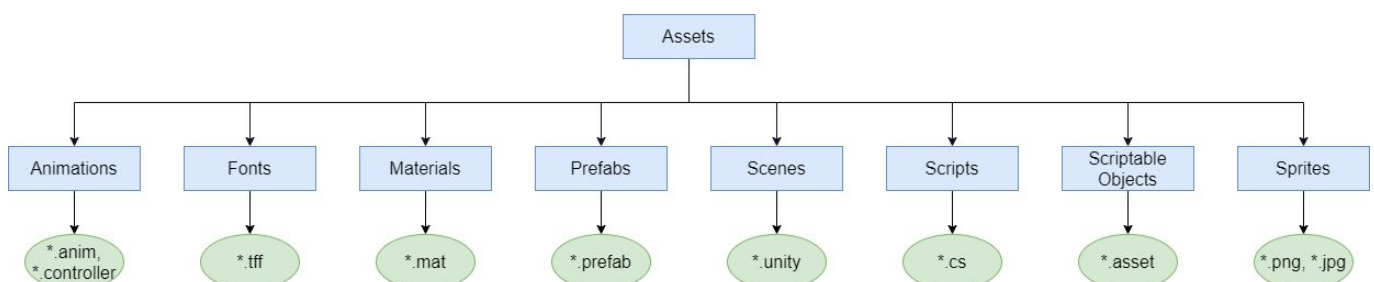 Assets
Animations
Fonts
Materials
Prefabs
Scenes
Scripts
Scriptable
Objects
Sprites
*.anim,
*.controller
*.tff
*.mat
*.prefab
*.unity
*.cs
*.asset
*.png, *.jpg